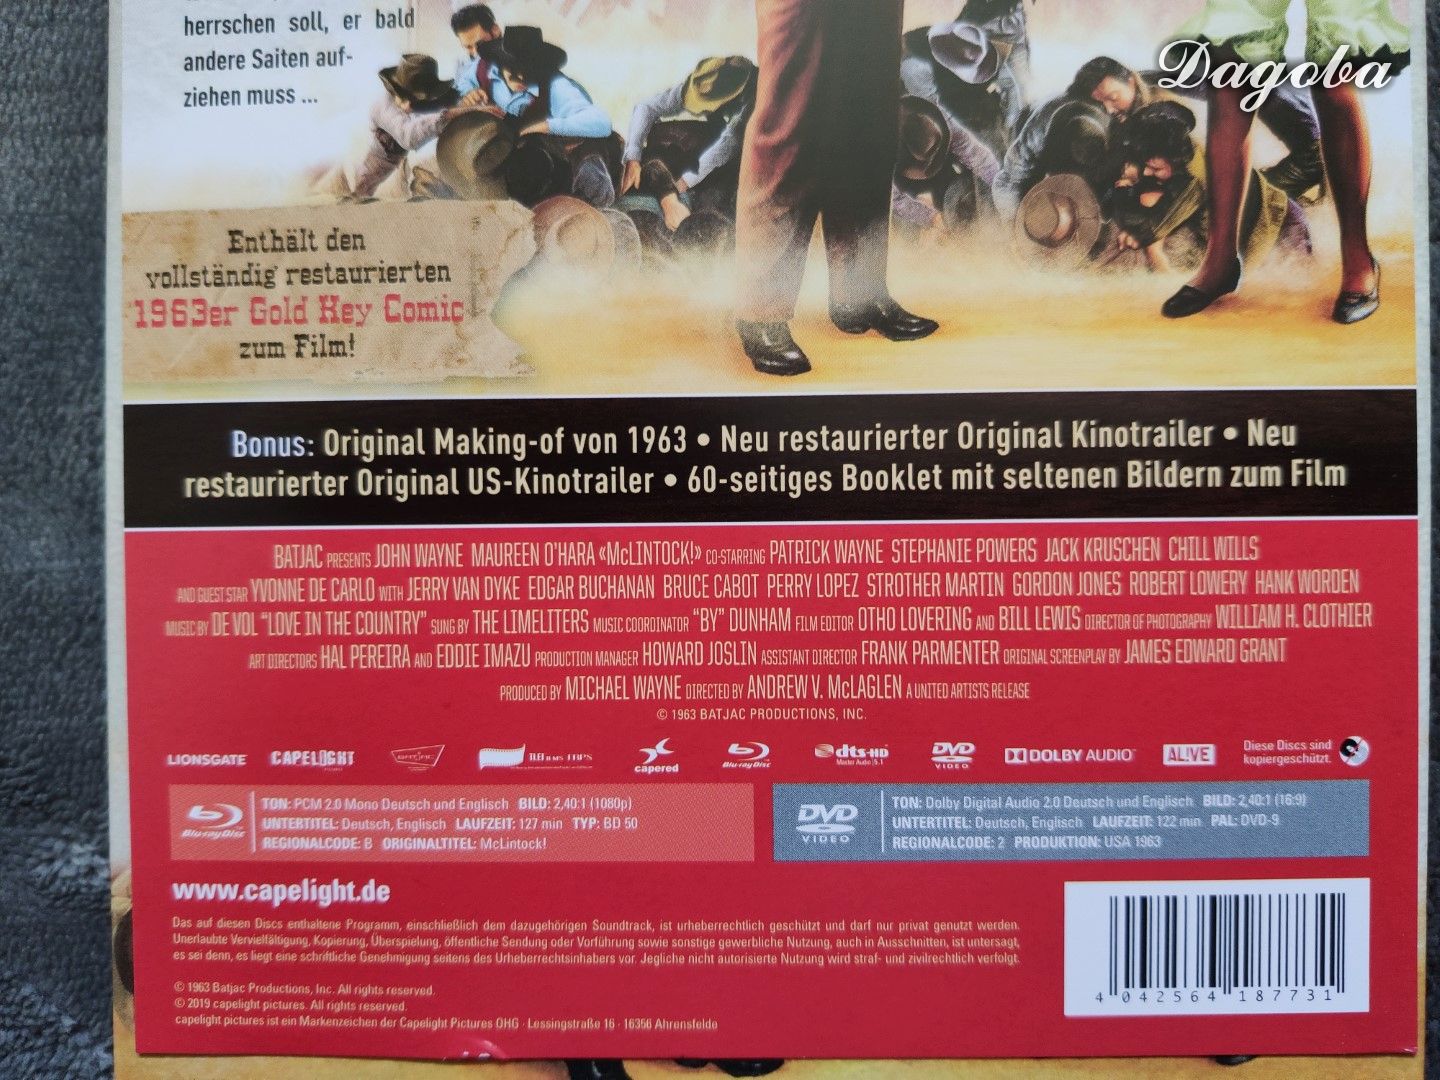 herrschen soll, er bald
andere Saiten auf-
ziehen muss ...
Dagoba
Enthält den
vollständig restaurierten
1963er Gold Key Comic
zum Film!
Bonus: Original Making-of von 1963 • Neu restaurierter Original Kinotrailer • Neu
restaurierter Original US-Kinotrailer • 60-seitiges Booklet mit seltenen Bildern zum Film
BATJAC PRESENTS JOHN WAYNE MAUREEN O'HARA «McLINTOCK!» CO-STARRING PATRICK WAYNE STEPHANIE POWERS JACK KRUSCHEN CHILL WILLS
AND GUEST STAR YVONNE DE CARLO WITH JERRY VAN DYKE EDGAR BUCHANAN BRUCE CABOT PERRY LOPEZ STROTHER MARTIN GORDON JONES ROBERT LOWERY HANK WORDEN
MUSIC BY DE VOL "LOVE IN THE COUNTRY" SUNG BY THE LIMELITERS MUSIC COORDINATOR "BY" DUNHAM FILM EDITOR OTHO LOVERING AND BILL LEWIS DIRECTOR OF PHOTOGRAPHY WILLIAM H. CLOTHIER
ART DIRECTORS HAL PEREIRA AND EDDIE IMAZU PRODUCTION MANAGER HOWARD JOSLIN ASSISTANT DIRECTOR FRANK PARMENTER ORIGINAL SCREENPLAY BY JAMES EDWARD GRANT
PRODUCED BY MICHAEL WAYNE DIRECTED BY ANDREW V. McLAGLEN A UNITED ARTISTS RELEASE
© 1963 BATJAC PRODUCTIONS, INC.
LIONSGATE CAPELIGHT PICTURES BATJAC capered Blu-ray Disc dts-HD Master Audio 5.1 DVD VIDEO DOLBY AUDIO AL!VE Diese Discs sind
kopiergeschützt.
Blu-ray Disc
TON: PCM 2.0 Mono Deutsch und Englisch BILD: 2,40:1 (1080p)
UNTERTITEL: Deutsch, Englisch LAUFZEIT: 127 min TYP: BD 50
REGIONALCODE: B ORIGINALTITEL: McLintock!
DVD VIDEO
TON: Dolby Digital Audio 2.0 Deutsch und Englisch BILD: 2,40:1 (16:9)
UNTERTITEL: Deutsch, Englisch LAUFZEIT: 122 min PAL: DVD-9
REGIONALCODE: 2 PRODUKTION: USA 1963
www.capelight.de
Das auf diesen Discs enthaltene Programm, einschließlich dem dazugehörigen Soundtrack, ist urheberrechtlich geschützt und darf nur privat genutzt werden.
Unerlaubte Vervielfältigung, Kopierung, Überspielung, öffentliche Sendung oder Vorführung sowie sonstige gewerbliche Nutzung, auch in Ausschnitten, ist untersagt,
es sei denn, es liegt eine schriftliche Genehmigung seitens des Urheberrechtsinhabers vor. Jegliche nicht autorisierte Nutzung wird straf- und zivilrechtlich verfolgt.
© 1963 Batjac Productions, Inc. All rights reserved.
© 2019 capelight pictures. All rights reserved.
capelight pictures ist ein Markenzeichen der Capelight Pictures OHG · Lessingstraße 16 · 16356 Ahrensfelde
4 042564 187731